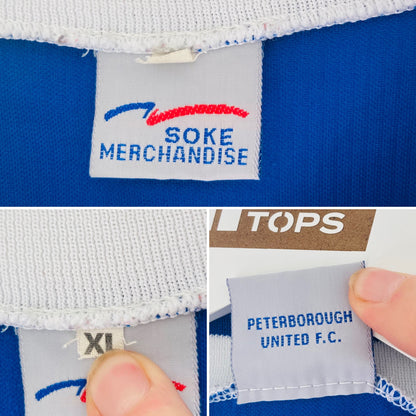 SOKE
MERCHANDISE
XL
TOPS
PETERBOROUGH
UNITED F.C.